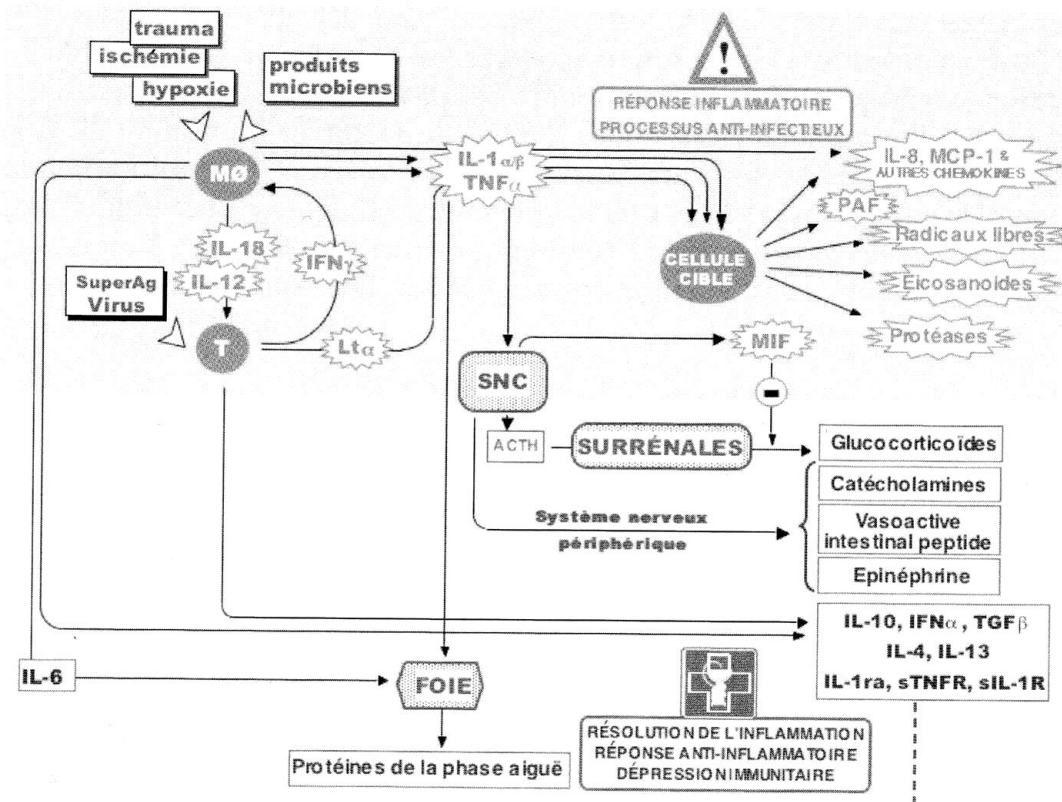 trauma
ischémie
hypoxie
produits
microbiens
RÉPONSE INFLAMMATOIRE
PROCESSUS ANTI-INFECTIEUX
MØ
IL-1 α/β
TNFα
IL-8, MCP-1 &
AUTRES CHEMOKINES
PAF
Radicaux libres
Eicosanoïdes
Protéases
CELLULE
CIBLE
IL-18
IL-12
IFNγ
SuperAg
Virus
T
Ltα
MIF
SNC
ACTH
SURRÉNALES
Glucocorticoïdes
Catécholamines
Vasoactive
intestinal peptide
Epinéphrine
Système nerveux
périphérique
IL-10, IFNα , TGFβ
IL-4, IL-13
IL-1ra, sTNFR, sIL-1R
IL-6
FOIE
Protéines de la phase aiguë
RÉSOLUTION DE L'INFLAMMATION
RÉPONSE ANTI-INFLAMMATOIRE
DÉPRESSION IMMUNITAIRE